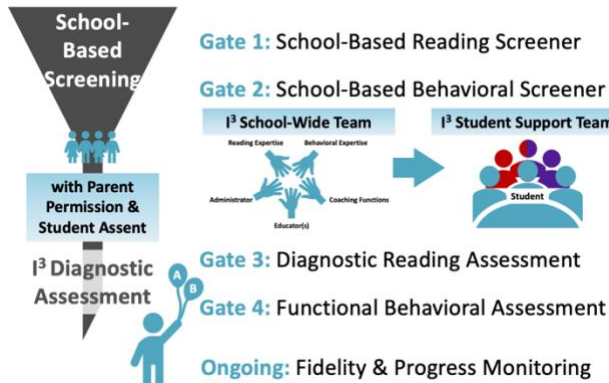 School-
Based
Screening
with Parent
Permission &
Student Assent
I³ Diagnostic
Assessment
A
B
Gate 1: School-Based Reading Screener
Gate 2: School-Based Behavioral Screener
I³ School-Wide Team
Reading Expertise
Behavioral Expertise
Administrator
Coaching Functions
Educator(s)
I³ Student Support Team
Student
Gate 3: Diagnostic Reading Assessment
Gate 4: Functional Behavioral Assessment
Ongoing: Fidelity & Progress Monitoring